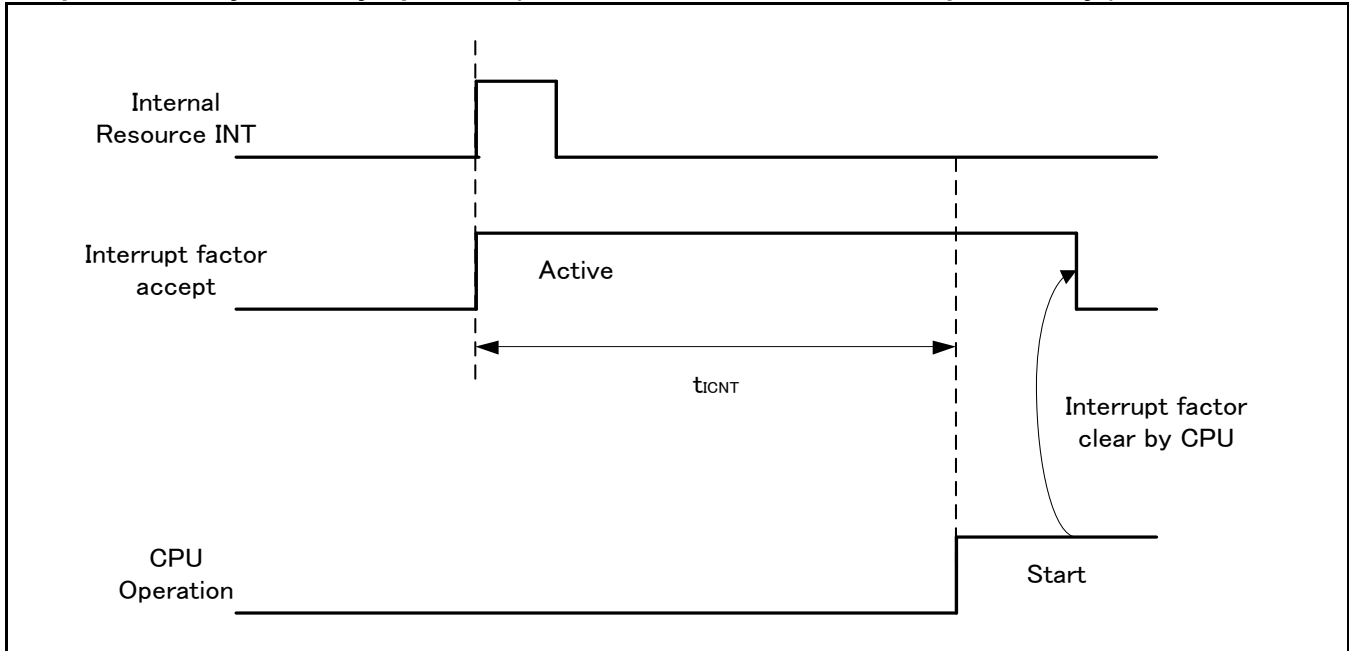 Internal
Resource INT
Interrupt factor
accept
Active
tICNT
Interrupt factor
clear by CPU
CPU
Operation
Start